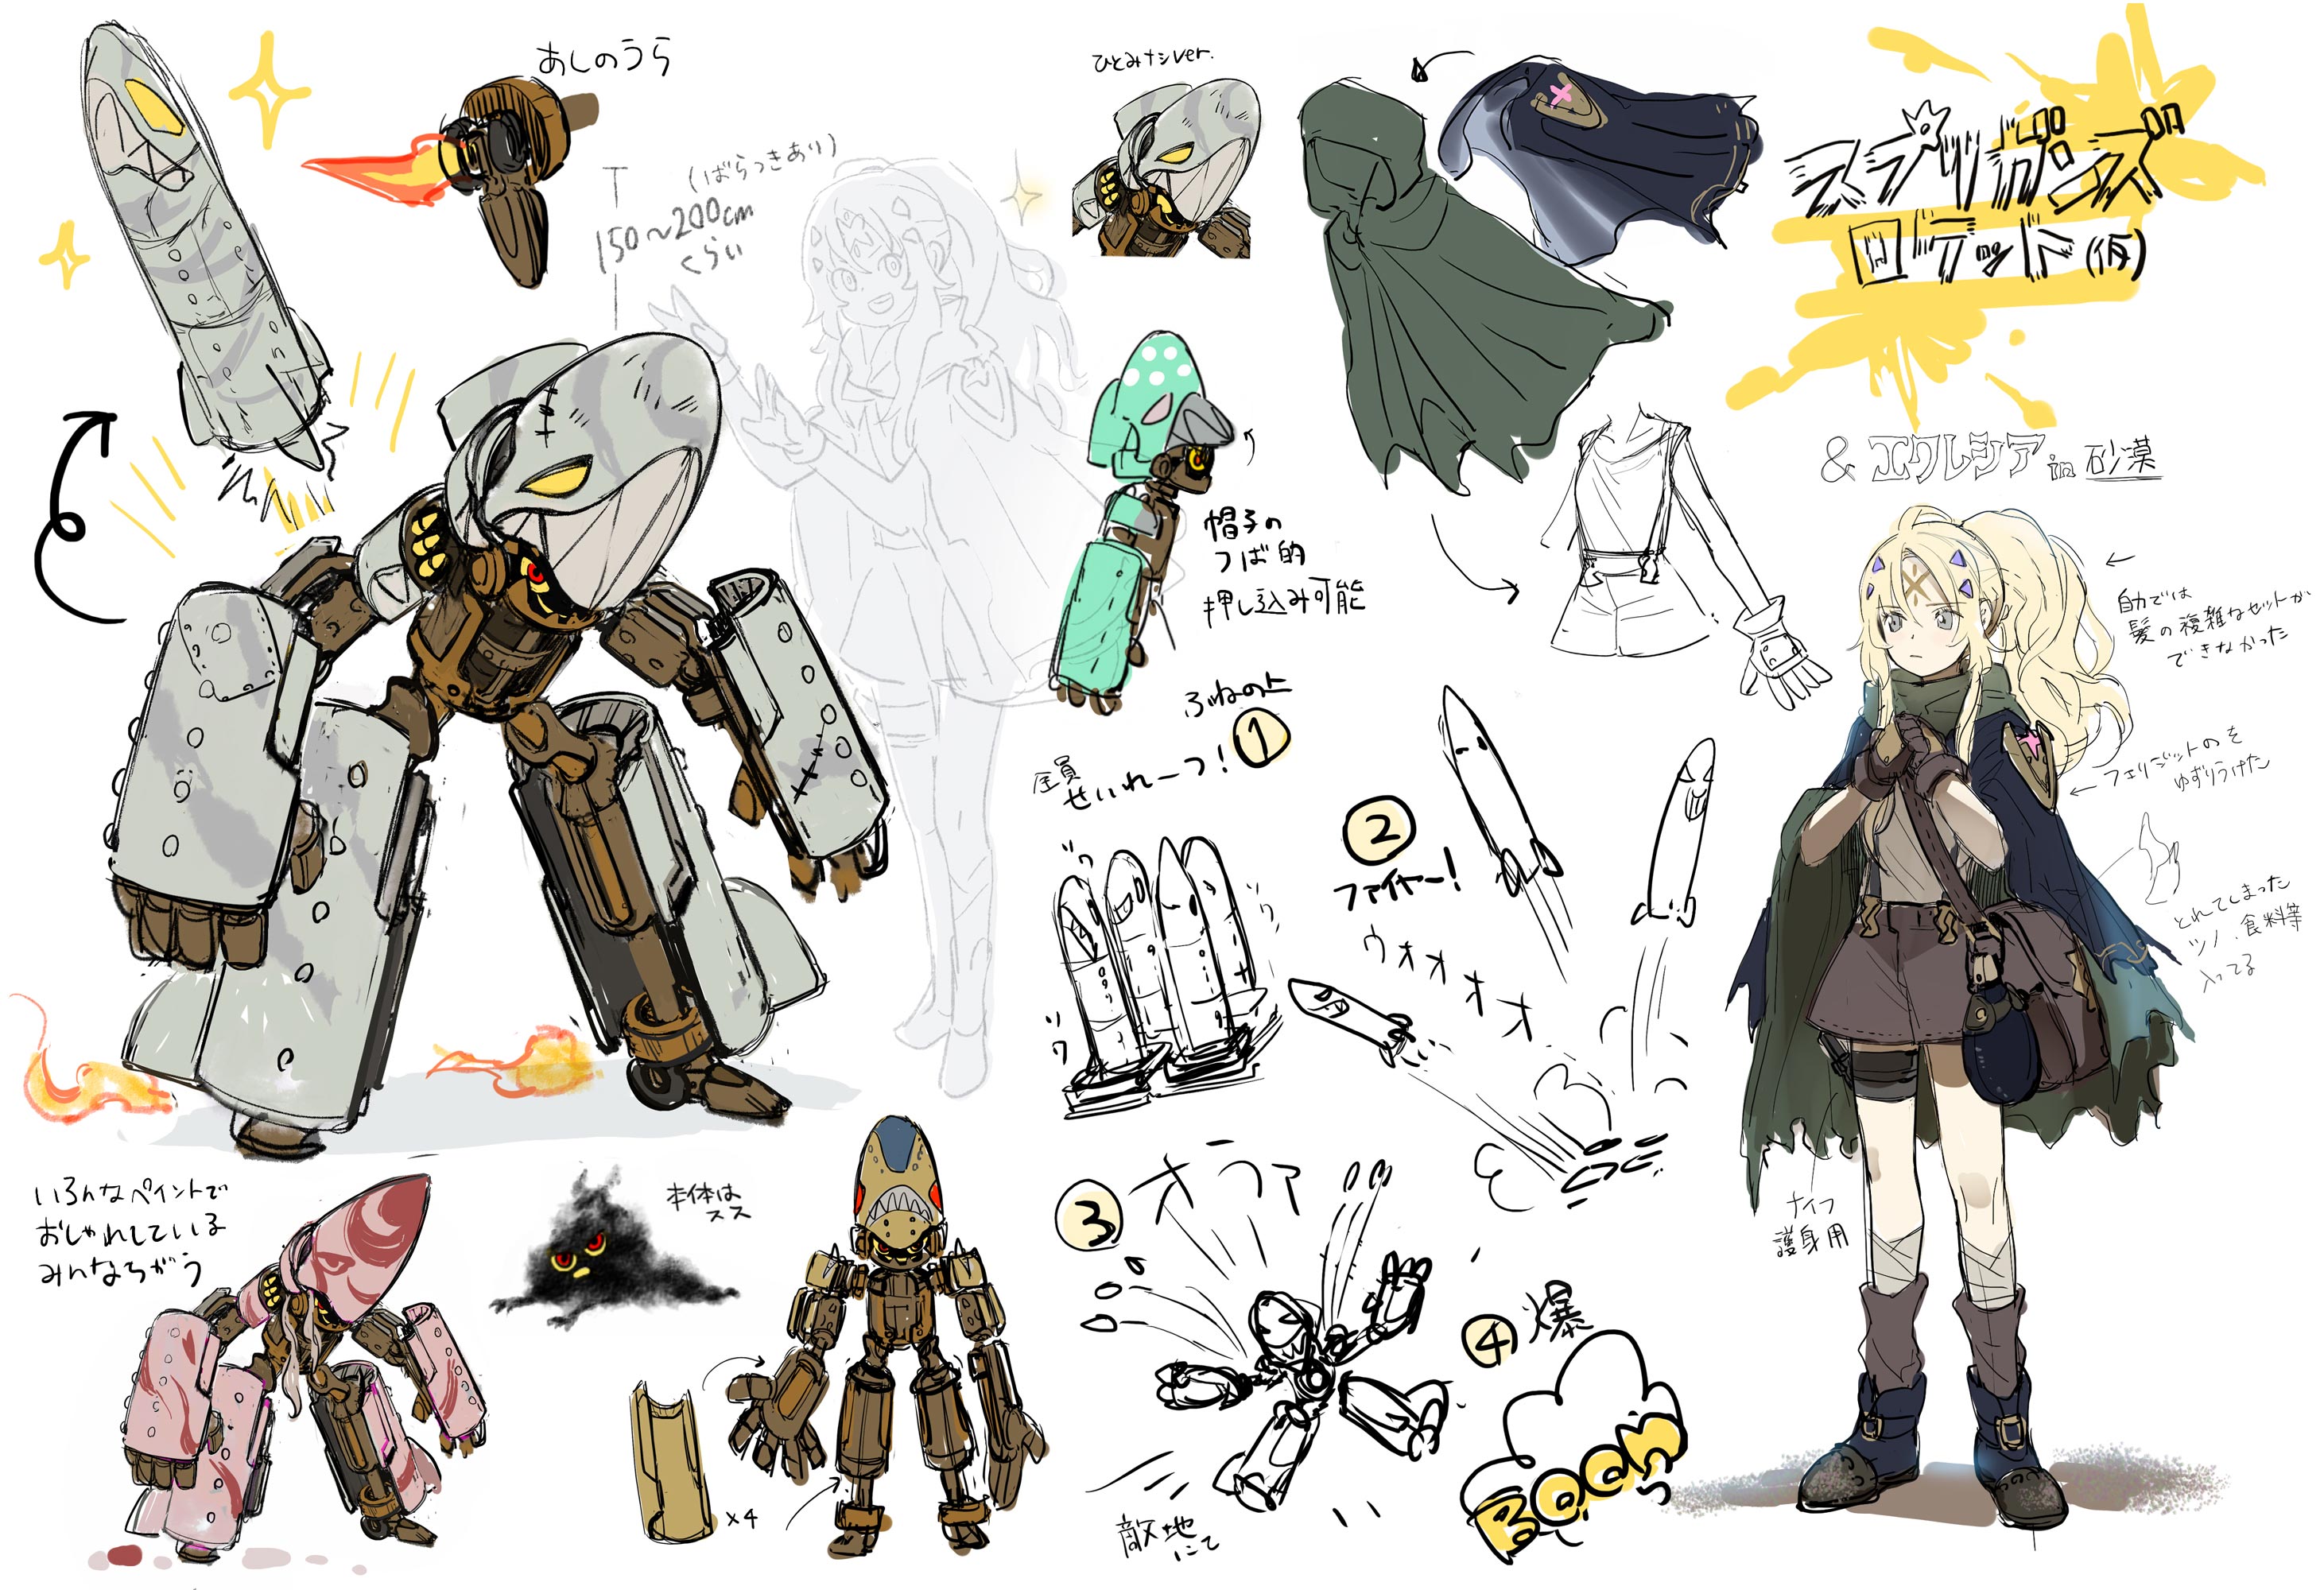 あしのうら
(ばらつきあり)
150～200cm
くらい
ひとみナシver.
スプリガンズ
ロケット(仮)
& エクレシア in 砂漠
帽子の
つば的
押し込み可能
自力では
髪の複雑なセットが
できなかった
フェリジットのを
ゆずりうけた
とれてしまった
ツノ、食料等
入ってる
ナイフ
護身用
ふねの上
①
全員
せいれーつ!
ワ
ワ
ワ
ワ
②
ファイヤー!
ウォオオオオ
③
オラァ
敵地
にて
④
爆
BOOM
いろんなペイントで
おしゃれしている
みんなちがう
本体は
スス
×4